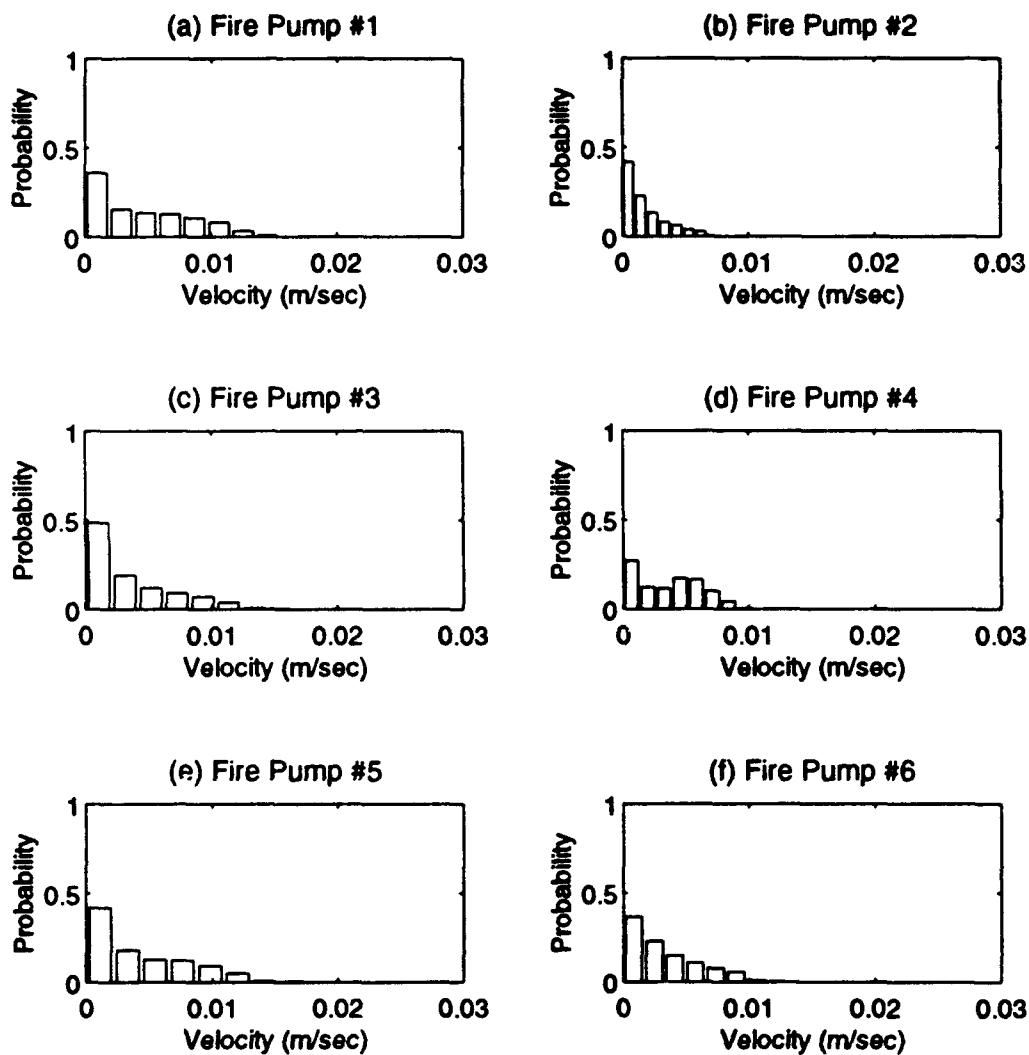 (a) Fire Pump #1
1
0.5
0
Probability
0 0.01 0.02 0.03
Velocity (m/sec)
(b) Fire Pump #2
1
0.5
0
Probability
0 0.01 0.02 0.03
Velocity (m/sec)
(c) Fire Pump #3
1
0.5
0
Probability
0 0.01 0.02 0.03
Velocity (m/sec)
(d) Fire Pump #4
1
0.5
0
Probability
0 0.01 0.02 0.03
Velocity (m/sec)
(e) Fire Pump #5
1
0.5
0
Probability
0 0.01 0.02 0.03
Velocity (m/sec)
(f) Fire Pump #6
1
0.5
0
Probability
0 0.01 0.02 0.03
Velocity (m/sec)